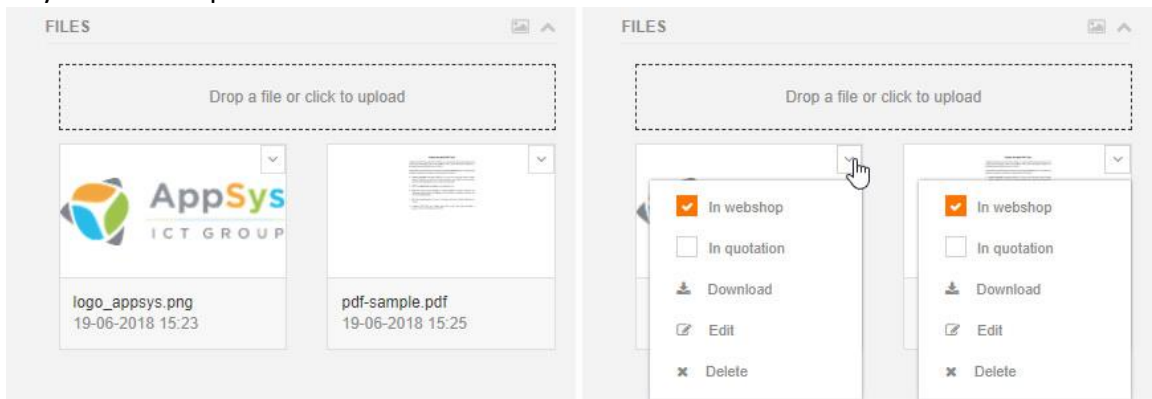 FILES
Drop a file or click to upload
AppSys
ICT GROUP
logo_appsys.png
19-06-2018 15:23
pdf-sample.pdf
19-06-2018 15:25
FILES
Drop a file or click to upload
In webshop
In quotation
Download
Edit
Delete
In webshop
In quotation
Download
Edit
Delete